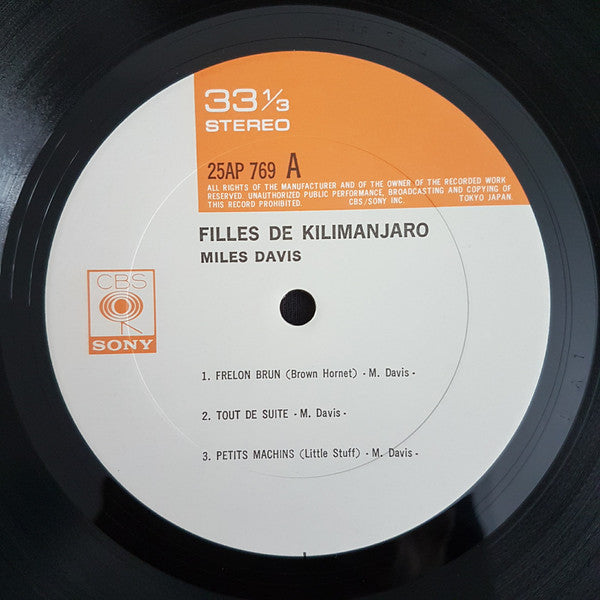 33 1/3
STEREO
25AP 769 A
ALL RIGHTS OF THE MANUFACTURER AND OF THE OWNER OF THE RECORDED WORK
RESERVED. UNAUTHORIZED PUBLIC PERFORMANCE, BROADCASTING AND COPYING OF
THIS RECORD PROHIBITED. CBS/SONY INC. TOKYO JAPAN.
FILLES DE KILIMANJARO
MILES DAVIS
CBS
SONY
1. FRELON BRUN (Brown Hornet) - M. Davis -
2. TOUT DE SUITE - M. Davis -
3. PETITS MACHINS (Little Stuff) - M. Davis -